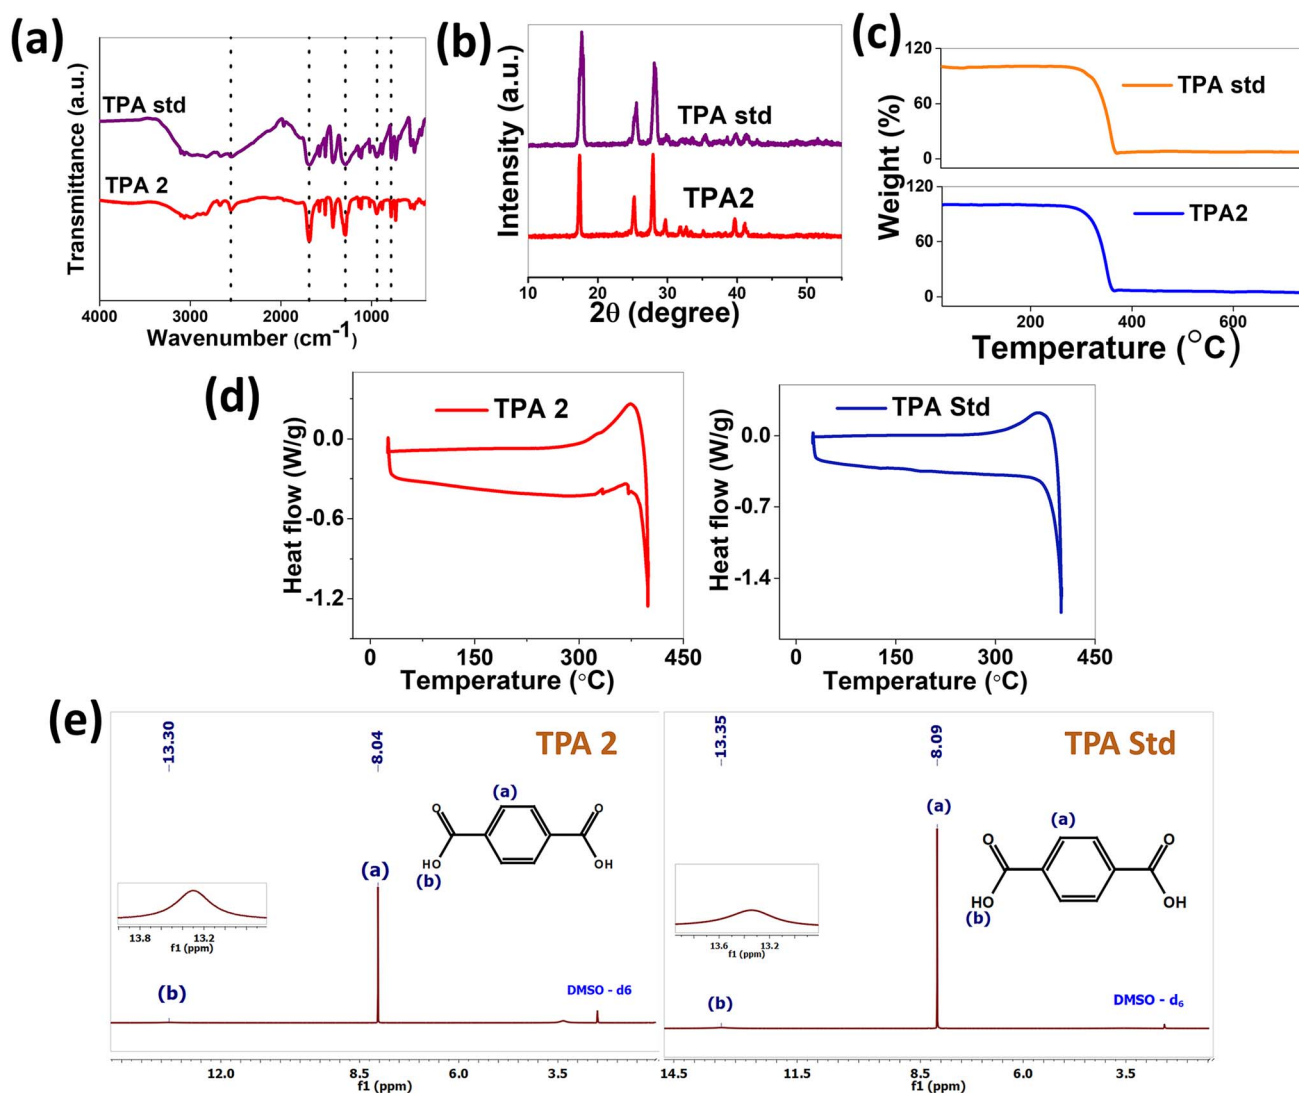 (a)
Transmittance (a.u.)
TPA std
TPA 2
4000 3000 2000 1000
Wavenumber (cm-1)
(b)
Intensity (a.u.)
TPA std
TPA2
10 20 30 40 50
2θ (degree)
(c)
Weight (%)
120
60
0
TPA std
120
60
0
TPA2
200 400 600
Temperature (°C)
(d)
Heat flow (W/g)
0.0
-0.6
-1.2
TPA 2
0 150 300 450
Temperature (°C)
Heat flow (W/g)
0.0
-0.7
-1.4
TPA Std
0 150 300 450
Temperature (°C)
(e)
-13.30
-8.04
TPA 2
(a)
O
O
HO
OH
(b)
(a)
13.8 13.2
f1 (ppm)
(b)
DMSO - d6
12.0 8.5 6.0 3.5
f1 (ppm)
-13.35
-8.09
TPA Std
(a)
(a)
O
O
HO
OH
(b)
13.6 13.2
f1 (ppm)
(b)
DMSO - d6
14.5 11.5 8.5 6.0 3.5
f1 (ppm)